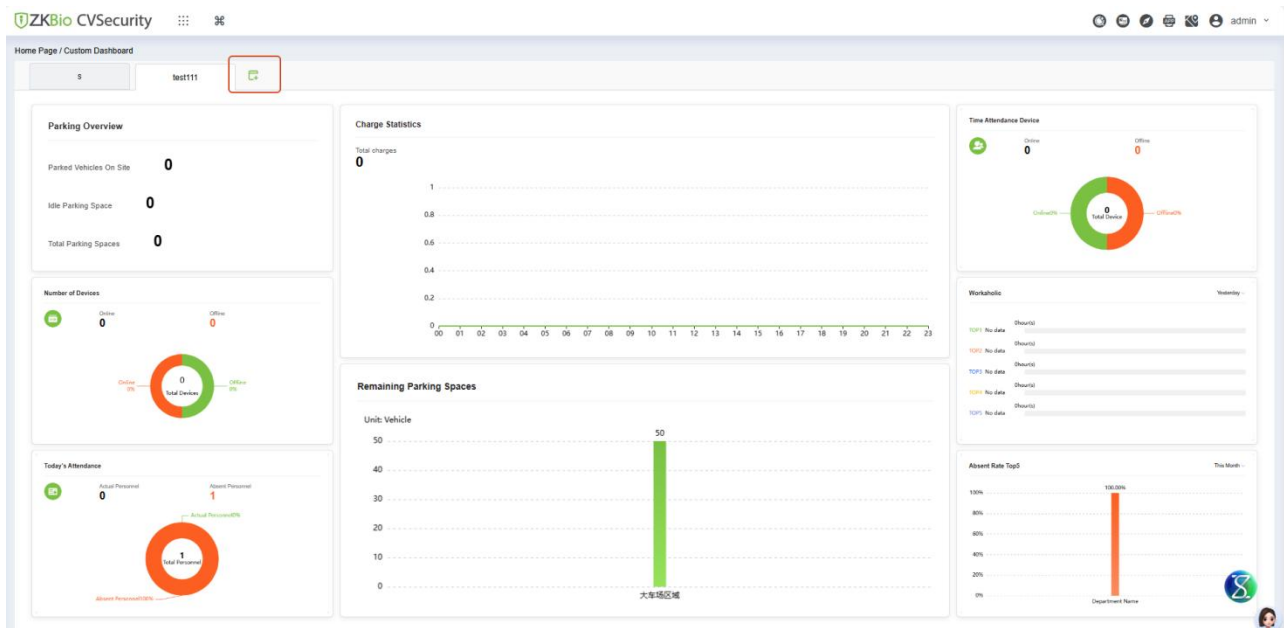 ZKBio CVSecurity
admin
Home Page / Custom Dashboard
s
test111
Parking Overview
Parked Vehicles On Site 0
Idle Parking Space 0
Total Parking Spaces 0
Number of Devices
Online
0
Offline
0
Online
0%
0
Total Devices
Offline
0%
Today's Attendance
Actual Personnel
0
Absent Personnel
1
Actual Personnel0%
1
Total Personnel
Absent Personnel100%
Charge Statistics
Total charges
0
1
0.8
0.6
0.4
0.2
0
00 01 02 03 04 05 06 07 08 09 10 11 12 13 14 15 16 17 18 19 20 21 22 23
Remaining Parking Spaces
Unit: Vehicle
50
50
40
30
20
10
0
大车场区域
Time Attendance Device
Online
0
Offline
0
Online0%
0
Total Device
Offline0%
Workaholic
Yesterday
0hour(s)
TOP1 No data
0hour(s)
TOP2 No data
0hour(s)
TOP3 No data
0hour(s)
TOP4 No data
0hour(s)
TOP5 No data
Absent Rate Top5
This Month
100.00%
100%
80%
60%
40%
20%
0%
Department Name